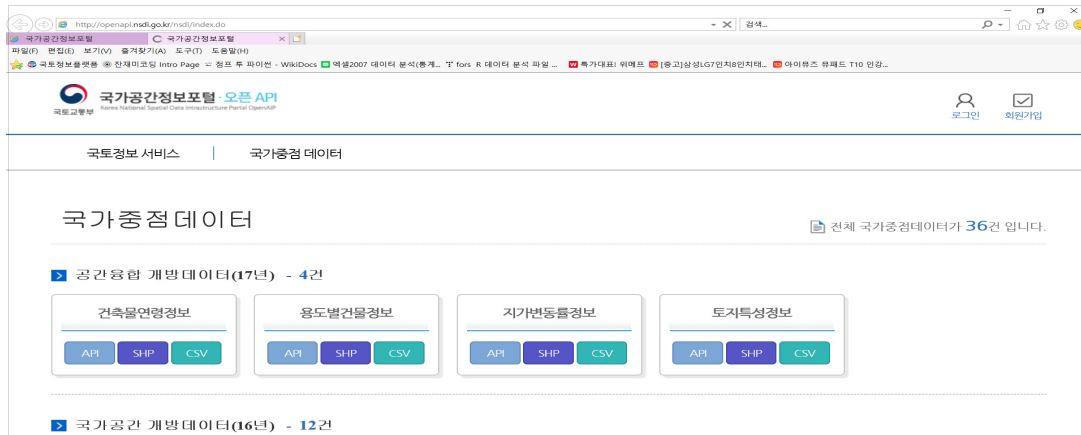 http://openapi.nsdl.go.kr/nsdi/index.do
검색...
국가공간정보포털
국가공간정보포털
파일(F) 편집(E) 보기(V) 즐겨찾기(A) 도구(T) 도움말(H)
국토정보플랫폼 잔재미코딩 Intro Page 점프 투 파이썬 - WikiDocs 엑셀2007 데이터 분석(통계... fors R 데이터 분석 파일 ... 특가대표! 위메프 [중고]삼성LG7인치8인치태... 아이뮤즈 뮤패드 T10 인강...
국토교통부
국가공간정보포털 · 오픈 API
Korea National Spatial Data Infrastructure Portal OpenAIP
로그인 회원가입
국토정보 서비스 | 국가중점 데이터
국가중점데이터
전체 국가중점데이터가 36건 입니다.
공간융합 개방데이터(17년) - 4건
건축물연령정보 용도별건물정보 지가변동률정보 토지특성정보
API SHP CSV API SHP CSV API SHP CSV API SHP CSV
국가공간 개방데이터(16년) - 12건